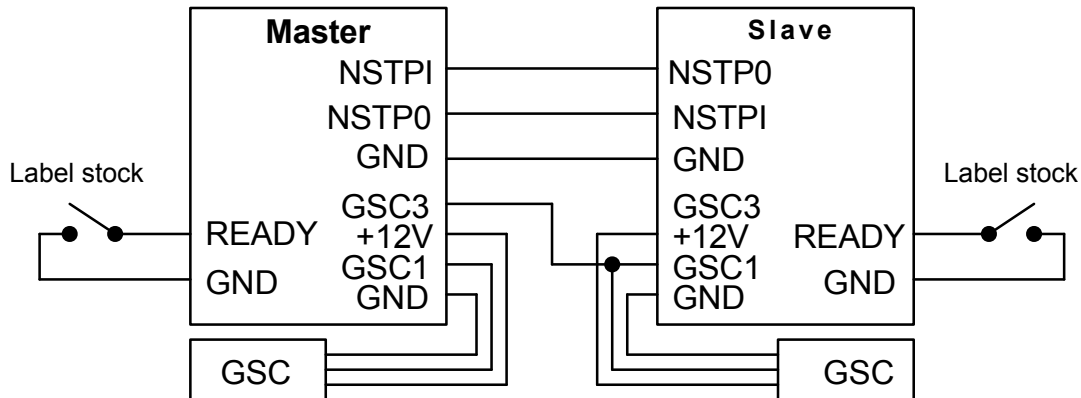 Master
NSTPI
NSTP0
GND
GSC3
+12V
GSC1
GND
READY
GND
Label stock
GSC
Slave
NSTP0
NSTPI
GND
GSC3
+12V
GSC1
GND
READY
GND
Label stock
GSC